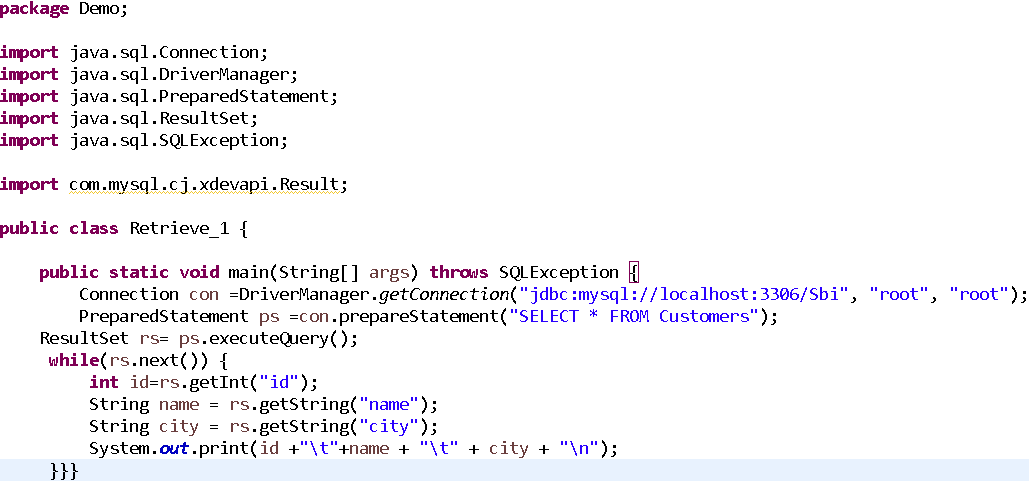 package Demo;
import java.sql.Connection;
import java.sql.DriverManager;
import java.sql.PreparedStatement;
import java.sql.ResultSet;
import java.sql.SQLException;
import com.mysql.cj.xdevapi.Result;
public class Retrieve_1 {
public static void main(String[] args) throws SQLException {
Connection con =DriverManager.getConnection("jdbc:mysql://localhost:3306/Sbi", "root", "root");
PreparedStatement ps =con.prepareStatement("SELECT * FROM Customers");
ResultSet rs= ps.executeQuery();
while(rs.next()) {
int id=rs.getInt("id");
String name = rs.getString("name");
String city = rs.getString("city");
System.out.print(id +"\t"+name + "\t" + city + "\n");
}}}